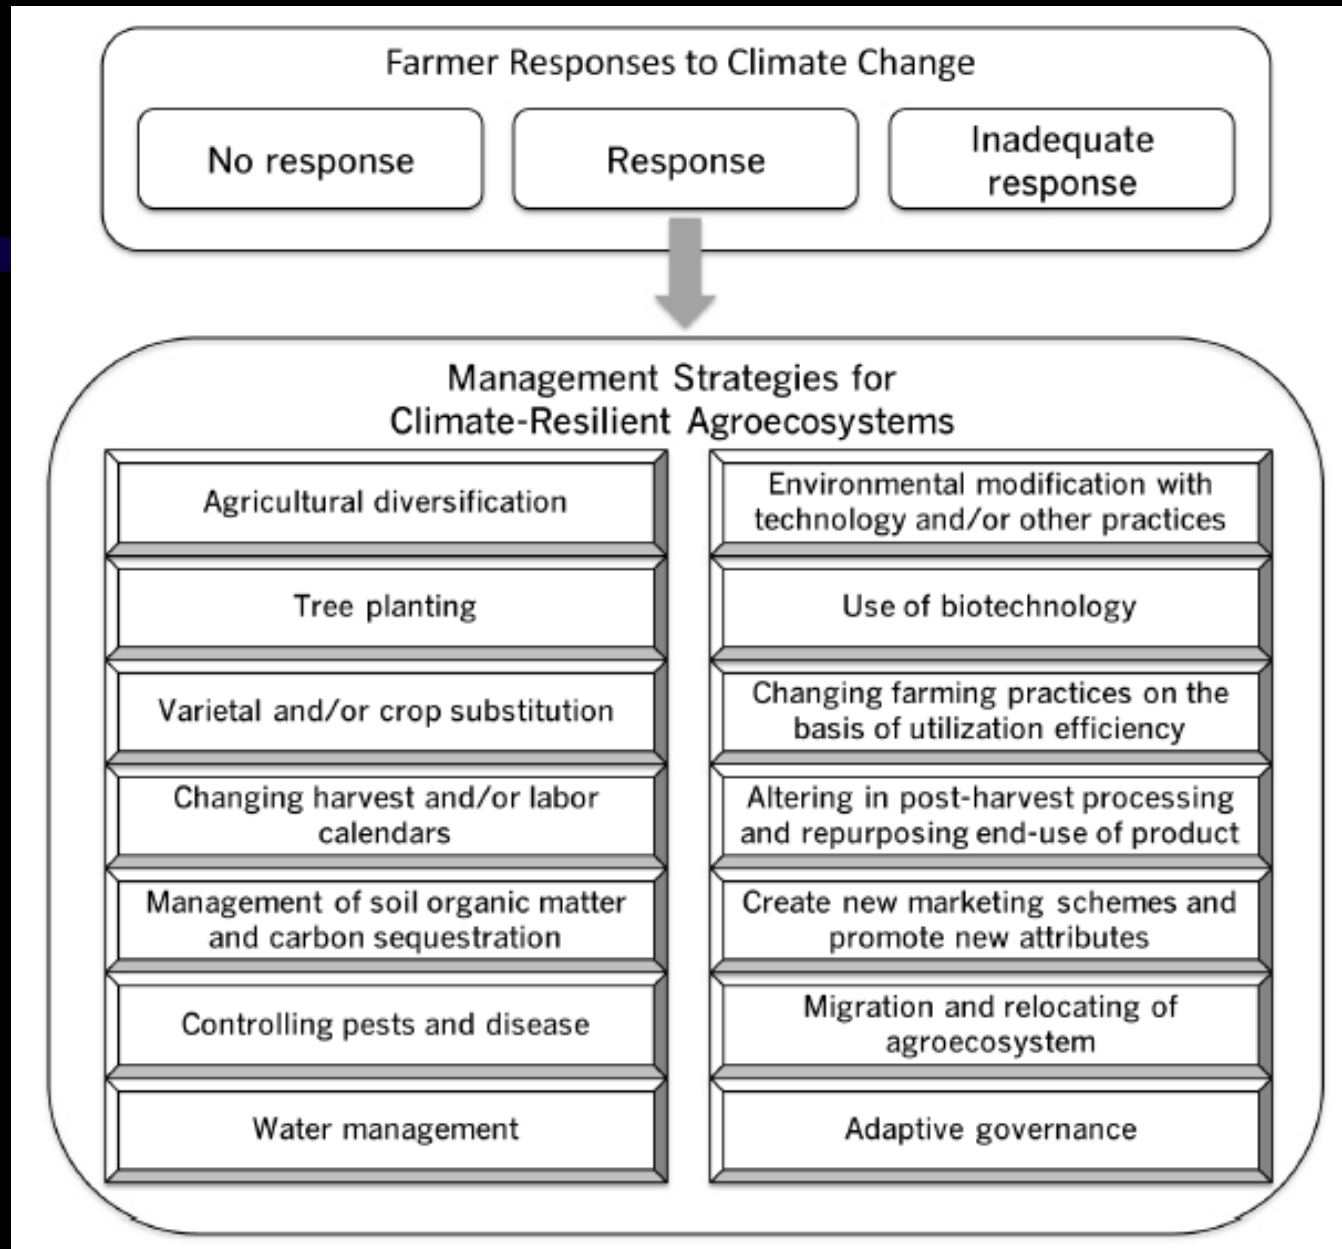 Farmer Responses to Climate Change
No response
Response
Inadequate
response
Management Strategies for
Climate-Resilient Agroecosystems
Agricultural diversification
Tree planting
Varietal and/or crop substitution
Changing harvest and/or labor
calendars
Management of soil organic matter
and carbon sequestration
Controlling pests and disease
Water management
Environmental modification with
technology and/or other practices
Use of biotechnology
Changing farming practices on the
basis of utilization efficiency
Altering in post-harvest processing
and repurposing end-use of product
Create new marketing schemes and
promote new attributes
Migration and relocating of
agroecosystem
Adaptive governance